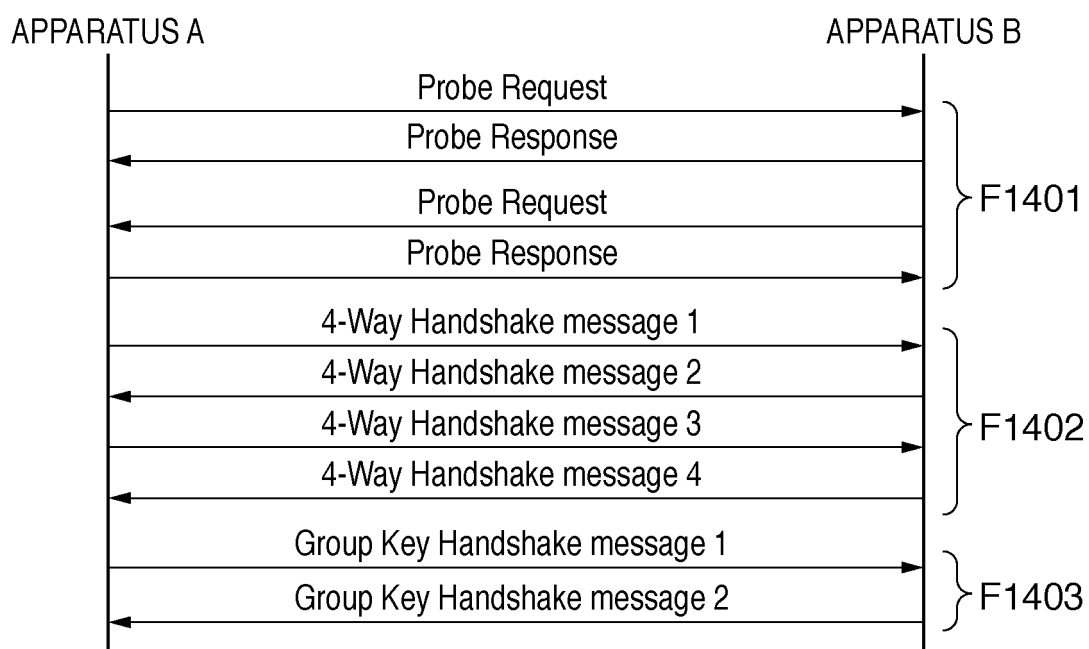 APPARATUS A
APPARATUS B
Probe Request
Probe Response
Probe Request
Probe Response
F1401
4-Way Handshake message 1
4-Way Handshake message 2
4-Way Handshake message 3
4-Way Handshake message 4
F1402
Group Key Handshake message 1
Group Key Handshake message 2
F1403